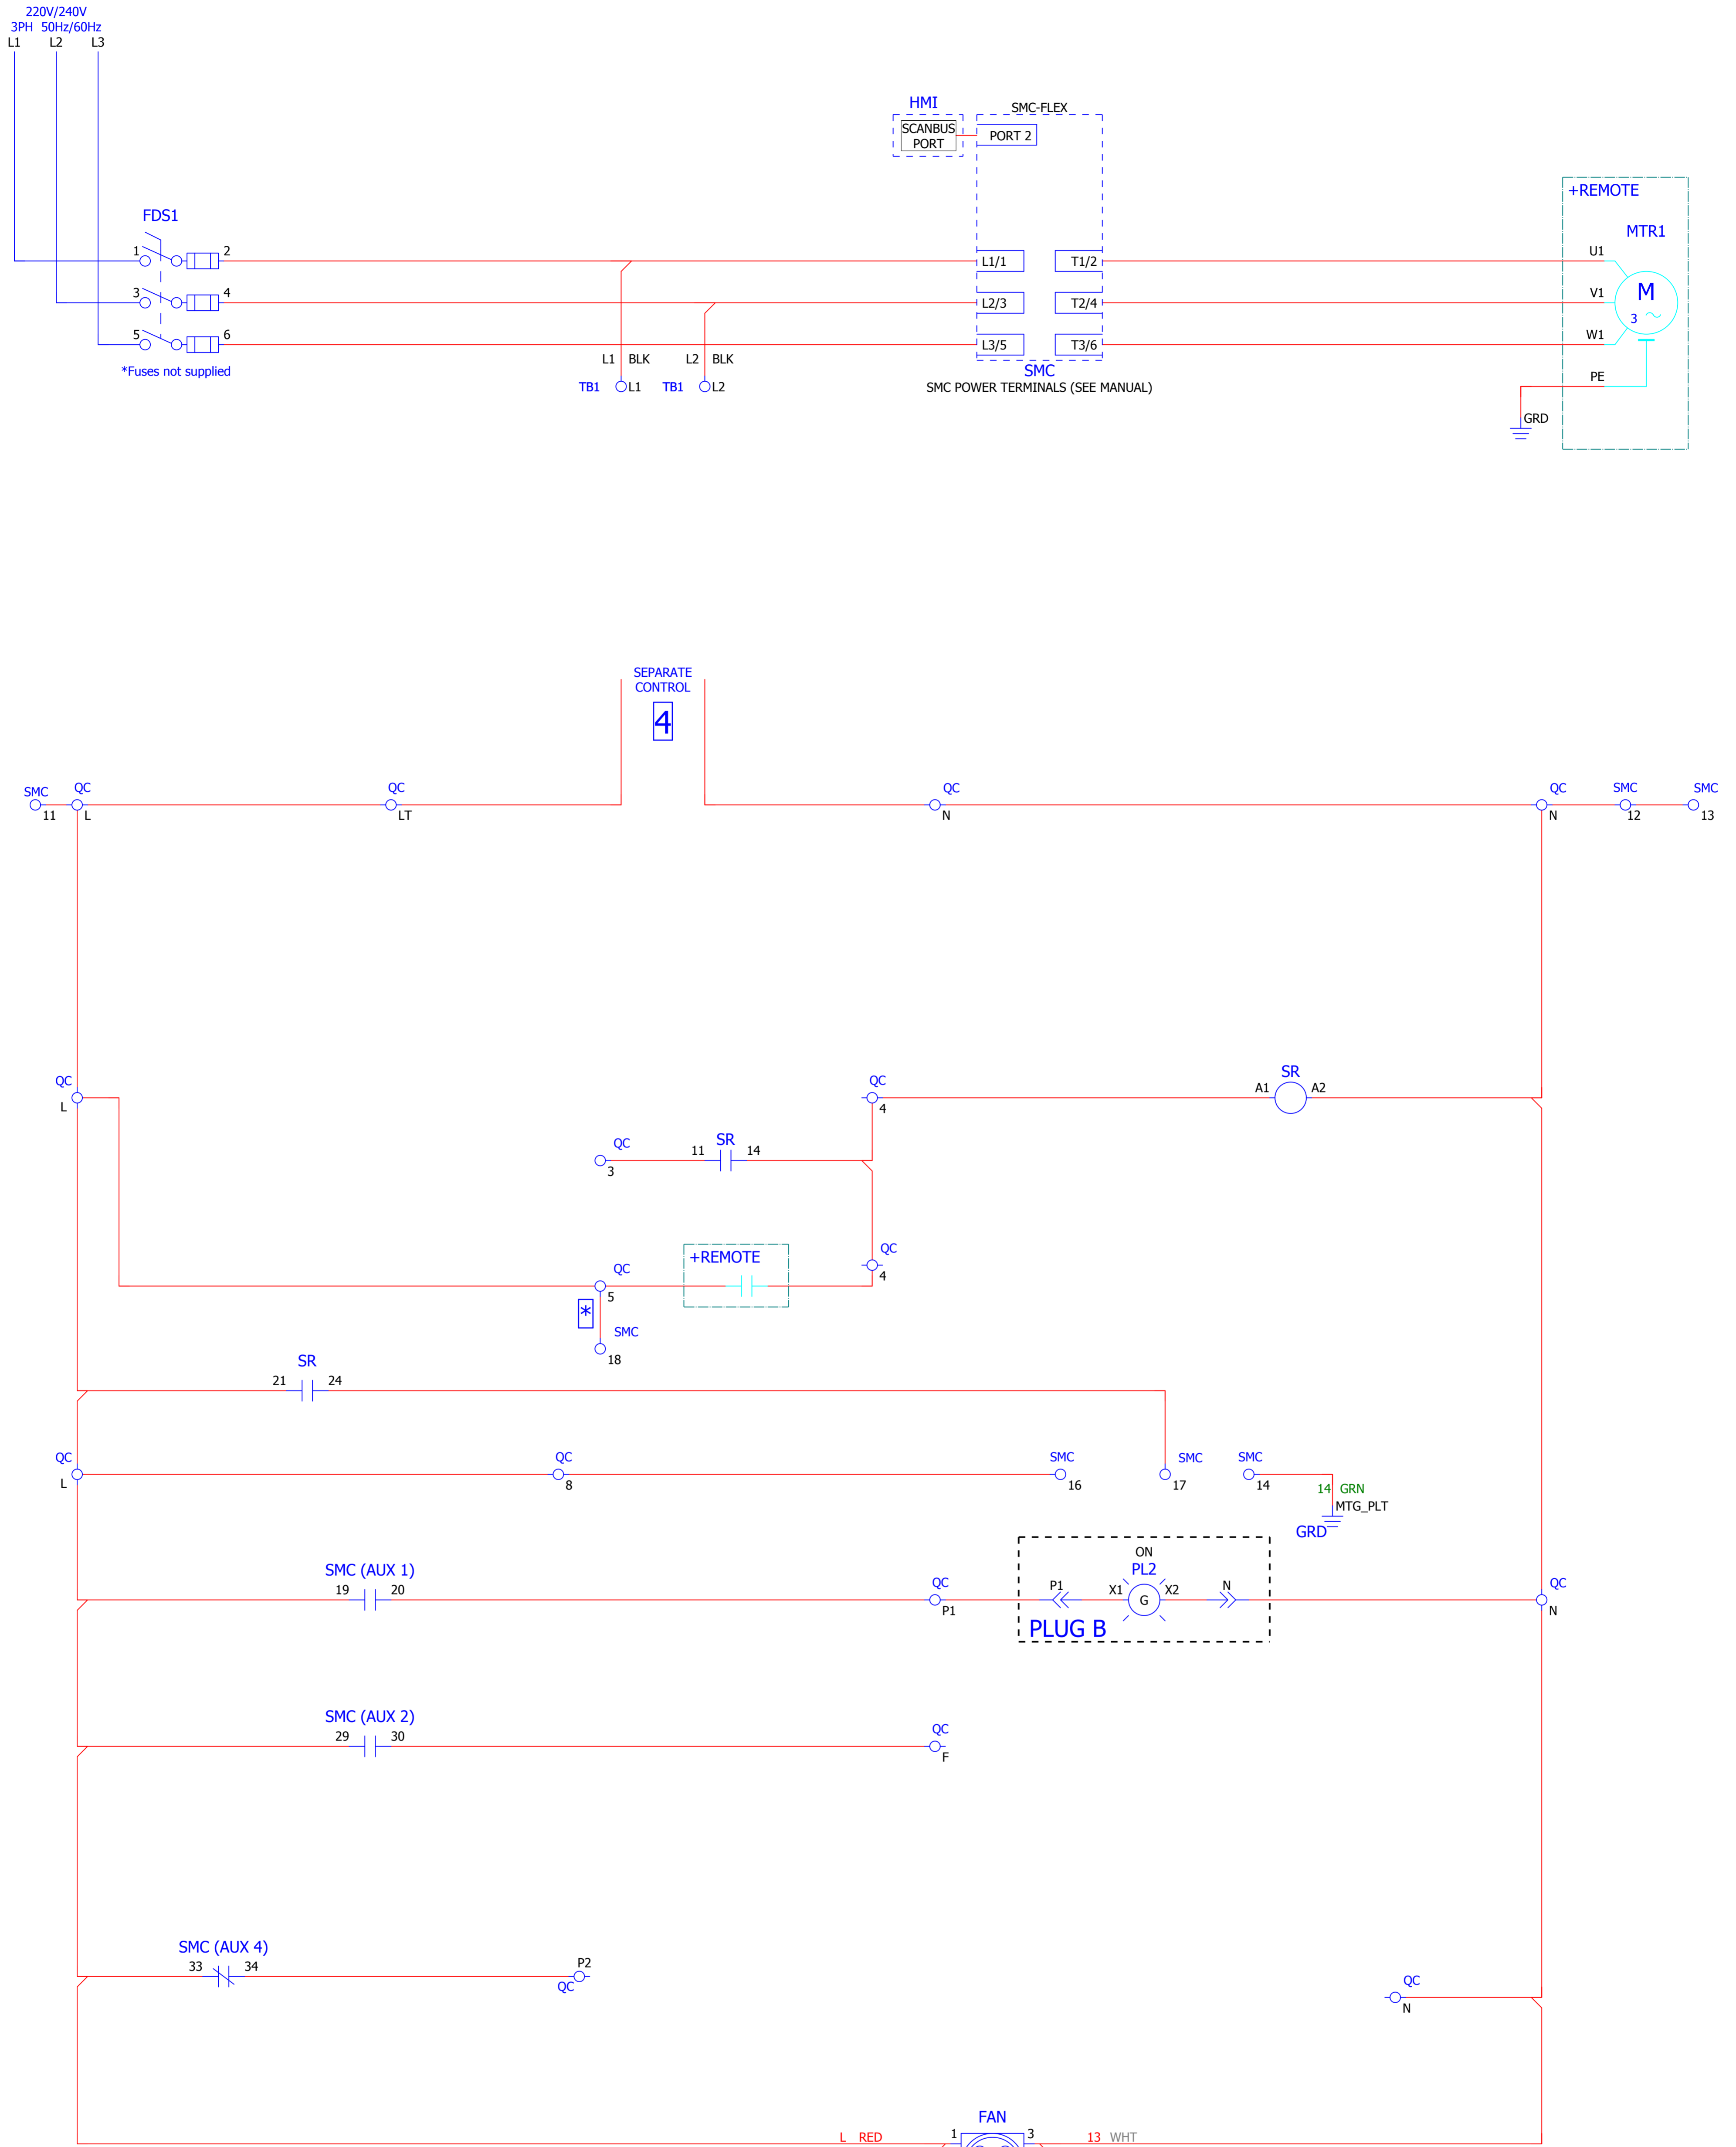 220V/240V
3PH 50Hz/60Hz
L1 L2 L3
HMI
SMC-FLEX
SCANBUS
PORT
PORT 2
+REMOTE
FDS1
MTR1
1 2
L1/1 T1/2
U1
3 4
L2/3 T2/4
V1
M
3
5 6
L3/5 T3/6
W1
*Fuses not supplied
L1 BLK
L2 BLK
TB1 L1
TB1 L2
SMC
SMC POWER TERMINALS (SEE MANUAL)
PE
GRD
SEPARATE
CONTROL
4
SMC QC QC QC QC SMC SMC
11 L LT N N 12 13
QC
L
QC
4
SR
A1 A2
QC
3
SR
11 14
QC
4
+REMOTE
QC
5
*
SMC
18
SR
21 24
QC
L
QC
8
SMC
16
SMC
17
SMC
14
14 GRN
MTG_PLT
GRD
SMC (AUX 1)
19 20
QC
P1
ON
PL2
P1 X1 X2 N
G
PLUG B
QC
N
SMC (AUX 2)
29 30
QC
F
SMC (AUX 4)
33 34
P2
QC
QC
N
FAN
L RED 1 3 13 WHT